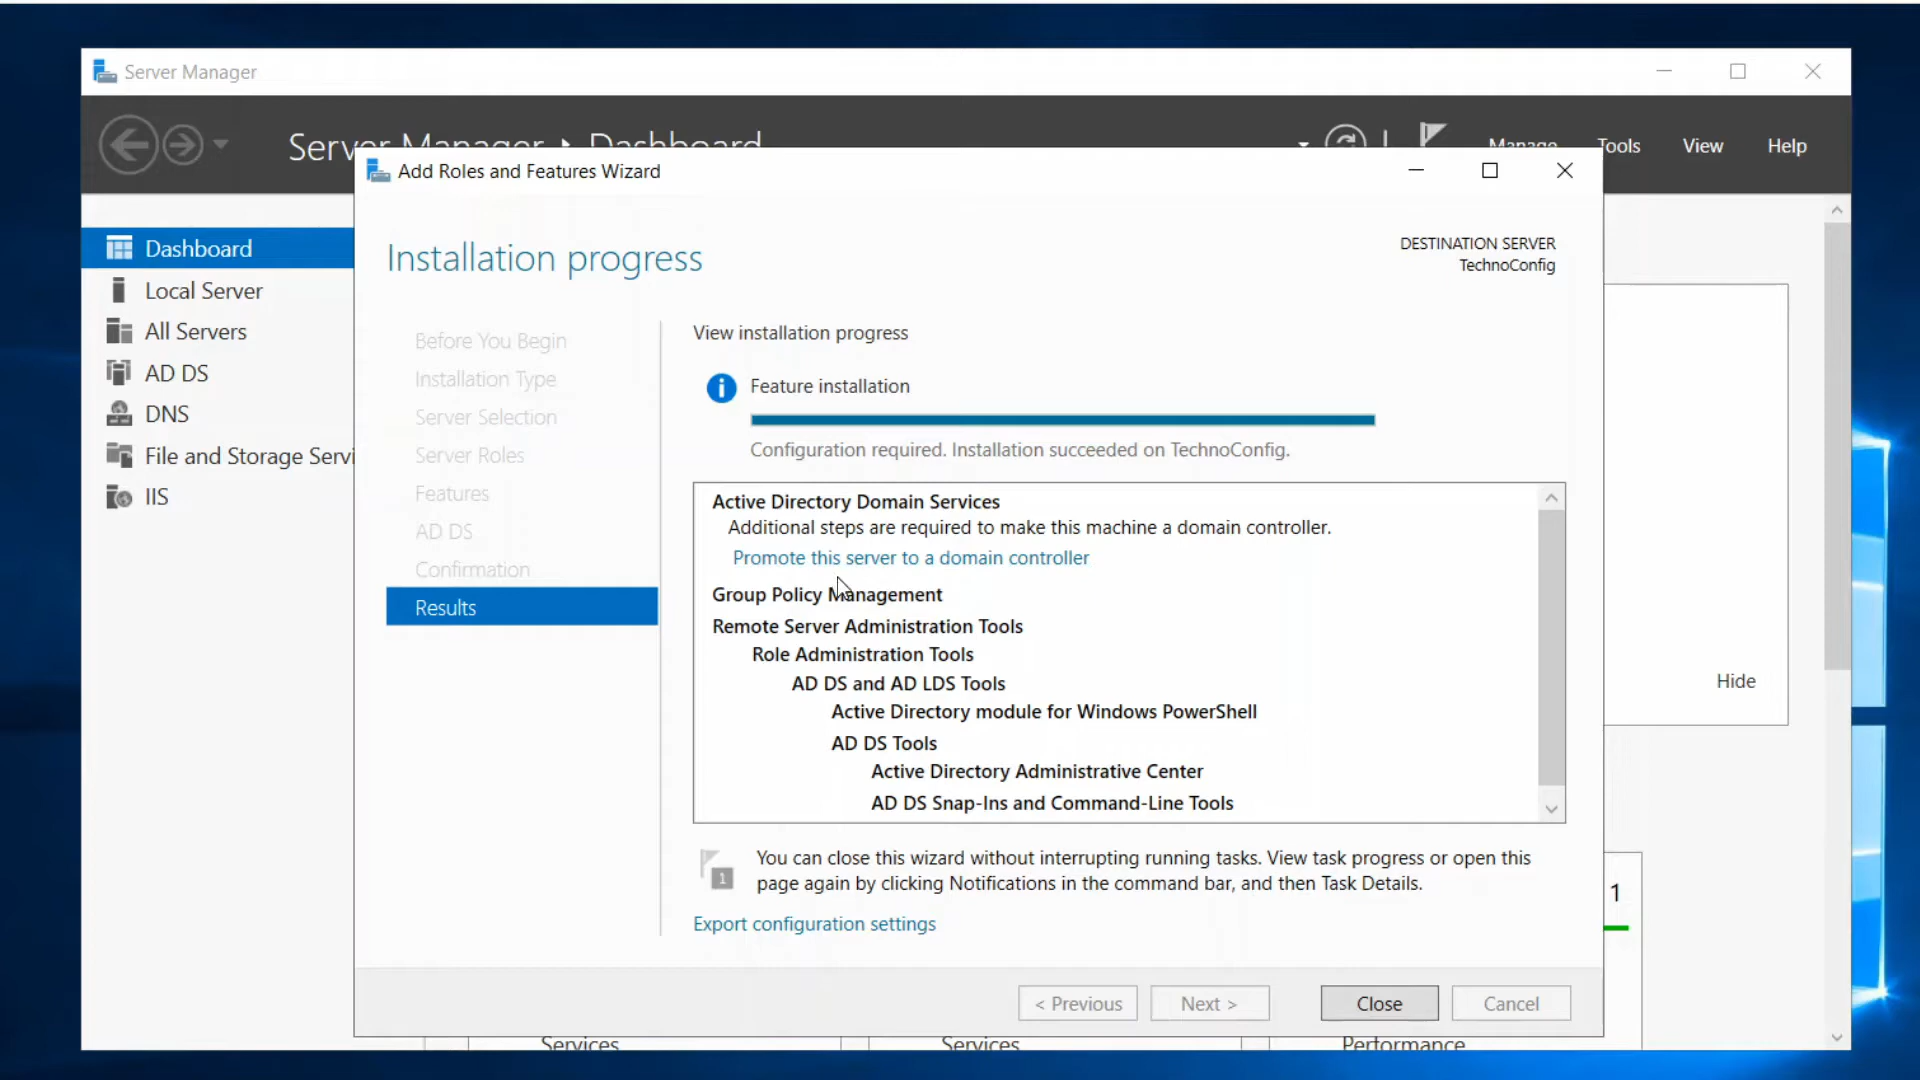 Server Manager
Server Manager ‣ Dashboard
Manage
Tools
View
Help
Add Roles and Features Wizard
Dashboard
Local Server
All Servers
AD DS
DNS
File and Storage Servi
IIS
Installation progress
DESTINATION SERVER
TechnoConfig
Before You Begin
Installation Type
Server Selection
Server Roles
Features
AD DS
Confirmation
Results
View installation progress
Feature installation
Configuration required. Installation succeeded on TechnoConfig.
Active Directory Domain Services
Additional steps are required to make this machine a domain controller.
Promote this server to a domain controller
Group Policy Management
Remote Server Administration Tools
Role Administration Tools
AD DS and AD LDS Tools
Active Directory module for Windows PowerShell
AD DS Tools
Active Directory Administrative Center
AD DS Snap-Ins and Command-Line Tools
1
You can close this wizard without interrupting running tasks. View task progress or open this
page again by clicking Notifications in the command bar, and then Task Details.
Export configuration settings
< Previous
Next >
Close
Cancel
Hide
1
Services
Services
Performance